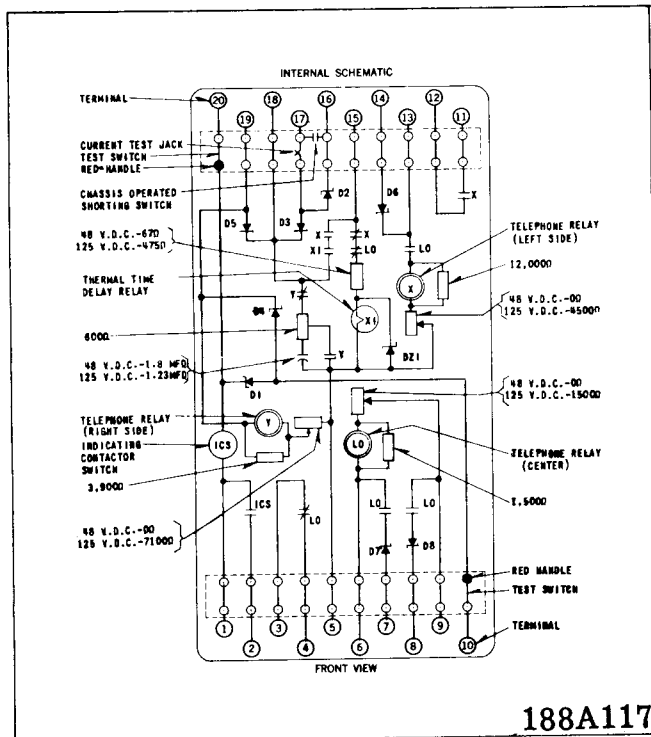 INTERNAL SCHEMATIC
TERMINAL
20
18
16
14
12
19
17
15
13
11
CURRENT TEST JACK
TEST SWITCH
RED HANDLE
CHASSIS OPERATED
SHORTING SWITCH
D2
D6
X
D5
D3
48 V.D.C.-67Ω
125 V.D.C.-475Ω
X
X
X1
LO
LO
TELEPHONE RELAY
(LEFT SIDE)
12,000Ω
THERMAL TIME
DELAY RELAY
X
48 V.D.C.-0Ω
125 V.D.C.-4500Ω
Y
D4
X1
600Ω
Y
DZ1
48 V.D.C.-1.8 MFD
125 V.D.C.-1.23MFD
D1
48 V.D.C.-0Ω
125 V.D.C.-1500Ω
TELEPHONE RELAY
(RIGHT SIDE)
Y
INDICATING
CONTACTOR
SWITCH
ICS
LO
TELEPHONE RELAY
(CENTER)
3,900Ω
1,500Ω
ICS
LO
LO
LO
48 V.D.C.-0Ω
125 V.D.C.-7100Ω
D7
D8
RED HANDLE
TEST SWITCH
1
3
5
7
9
2
4
6
8
10
TERMINAL
FRONT VIEW
188A117